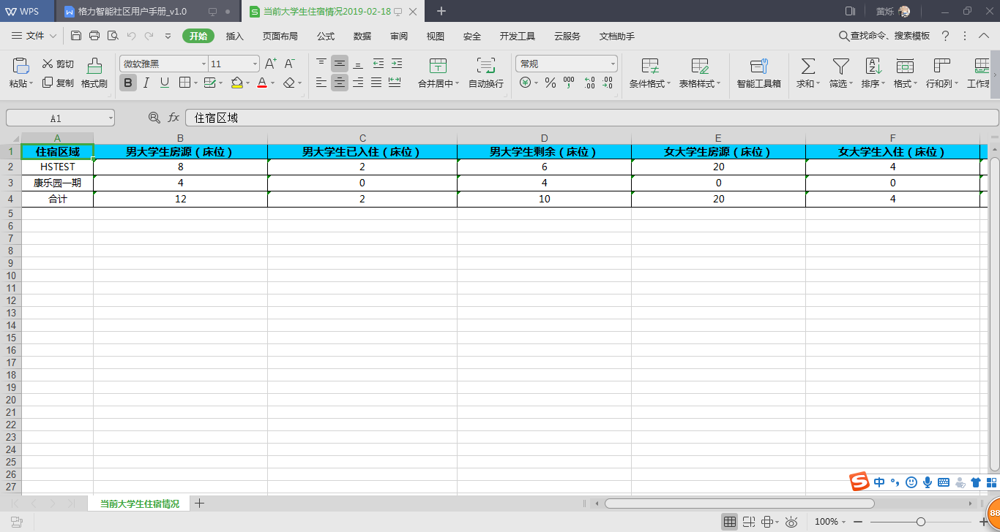 WPS 格力智能社区用户手册_v1.0 当前大学生住宿情况2019-02-18 黄烁
文件 开始 插入 页面布局 公式 数据 审阅 视图 安全 开发工具 云服务 文档助手 查找命令、搜索模板
剪切 微软雅黑 11 A+ A- 常规
粘贴 复制 格式刷 B I U A 合并居中 自动换行 % 000 条件格式 表格样式 智能工具箱 求和 筛选 排序 格式 行和列
A1 fx 住宿区域
A B C D E F
1 住宿区域 男大学生房源（床位） 男大学生已入住（床位） 男大学生剩余（床位） 女大学生房源（床位） 女大学生入住（床位）
2 HSTEST 8 2 6 20 4
3 康乐园一期 4 0 4 0 0
4 合计 12 2 10 20 4
5
6
7
8
9
10
11
12
13
14
15
16
17
18
19
20
21
22
23
24
25
26
27
中
当前大学生住宿情况
100%